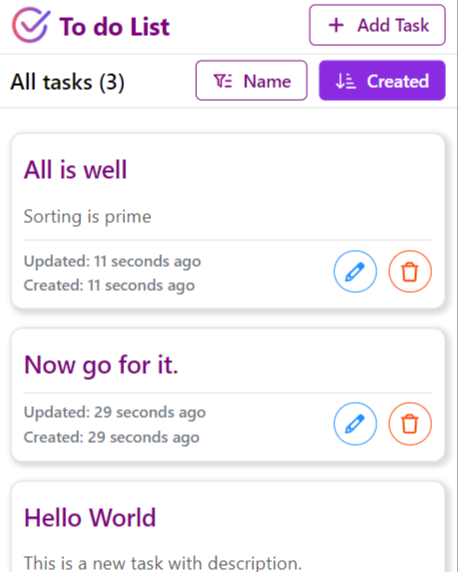 To do List
+ Add Task
All tasks (3)
Name
Created
All is well
Sorting is prime
Updated: 11 seconds ago
Created: 11 seconds ago
Now go for it.
Updated: 29 seconds ago
Created: 29 seconds ago
Hello World
This is a new task with description.